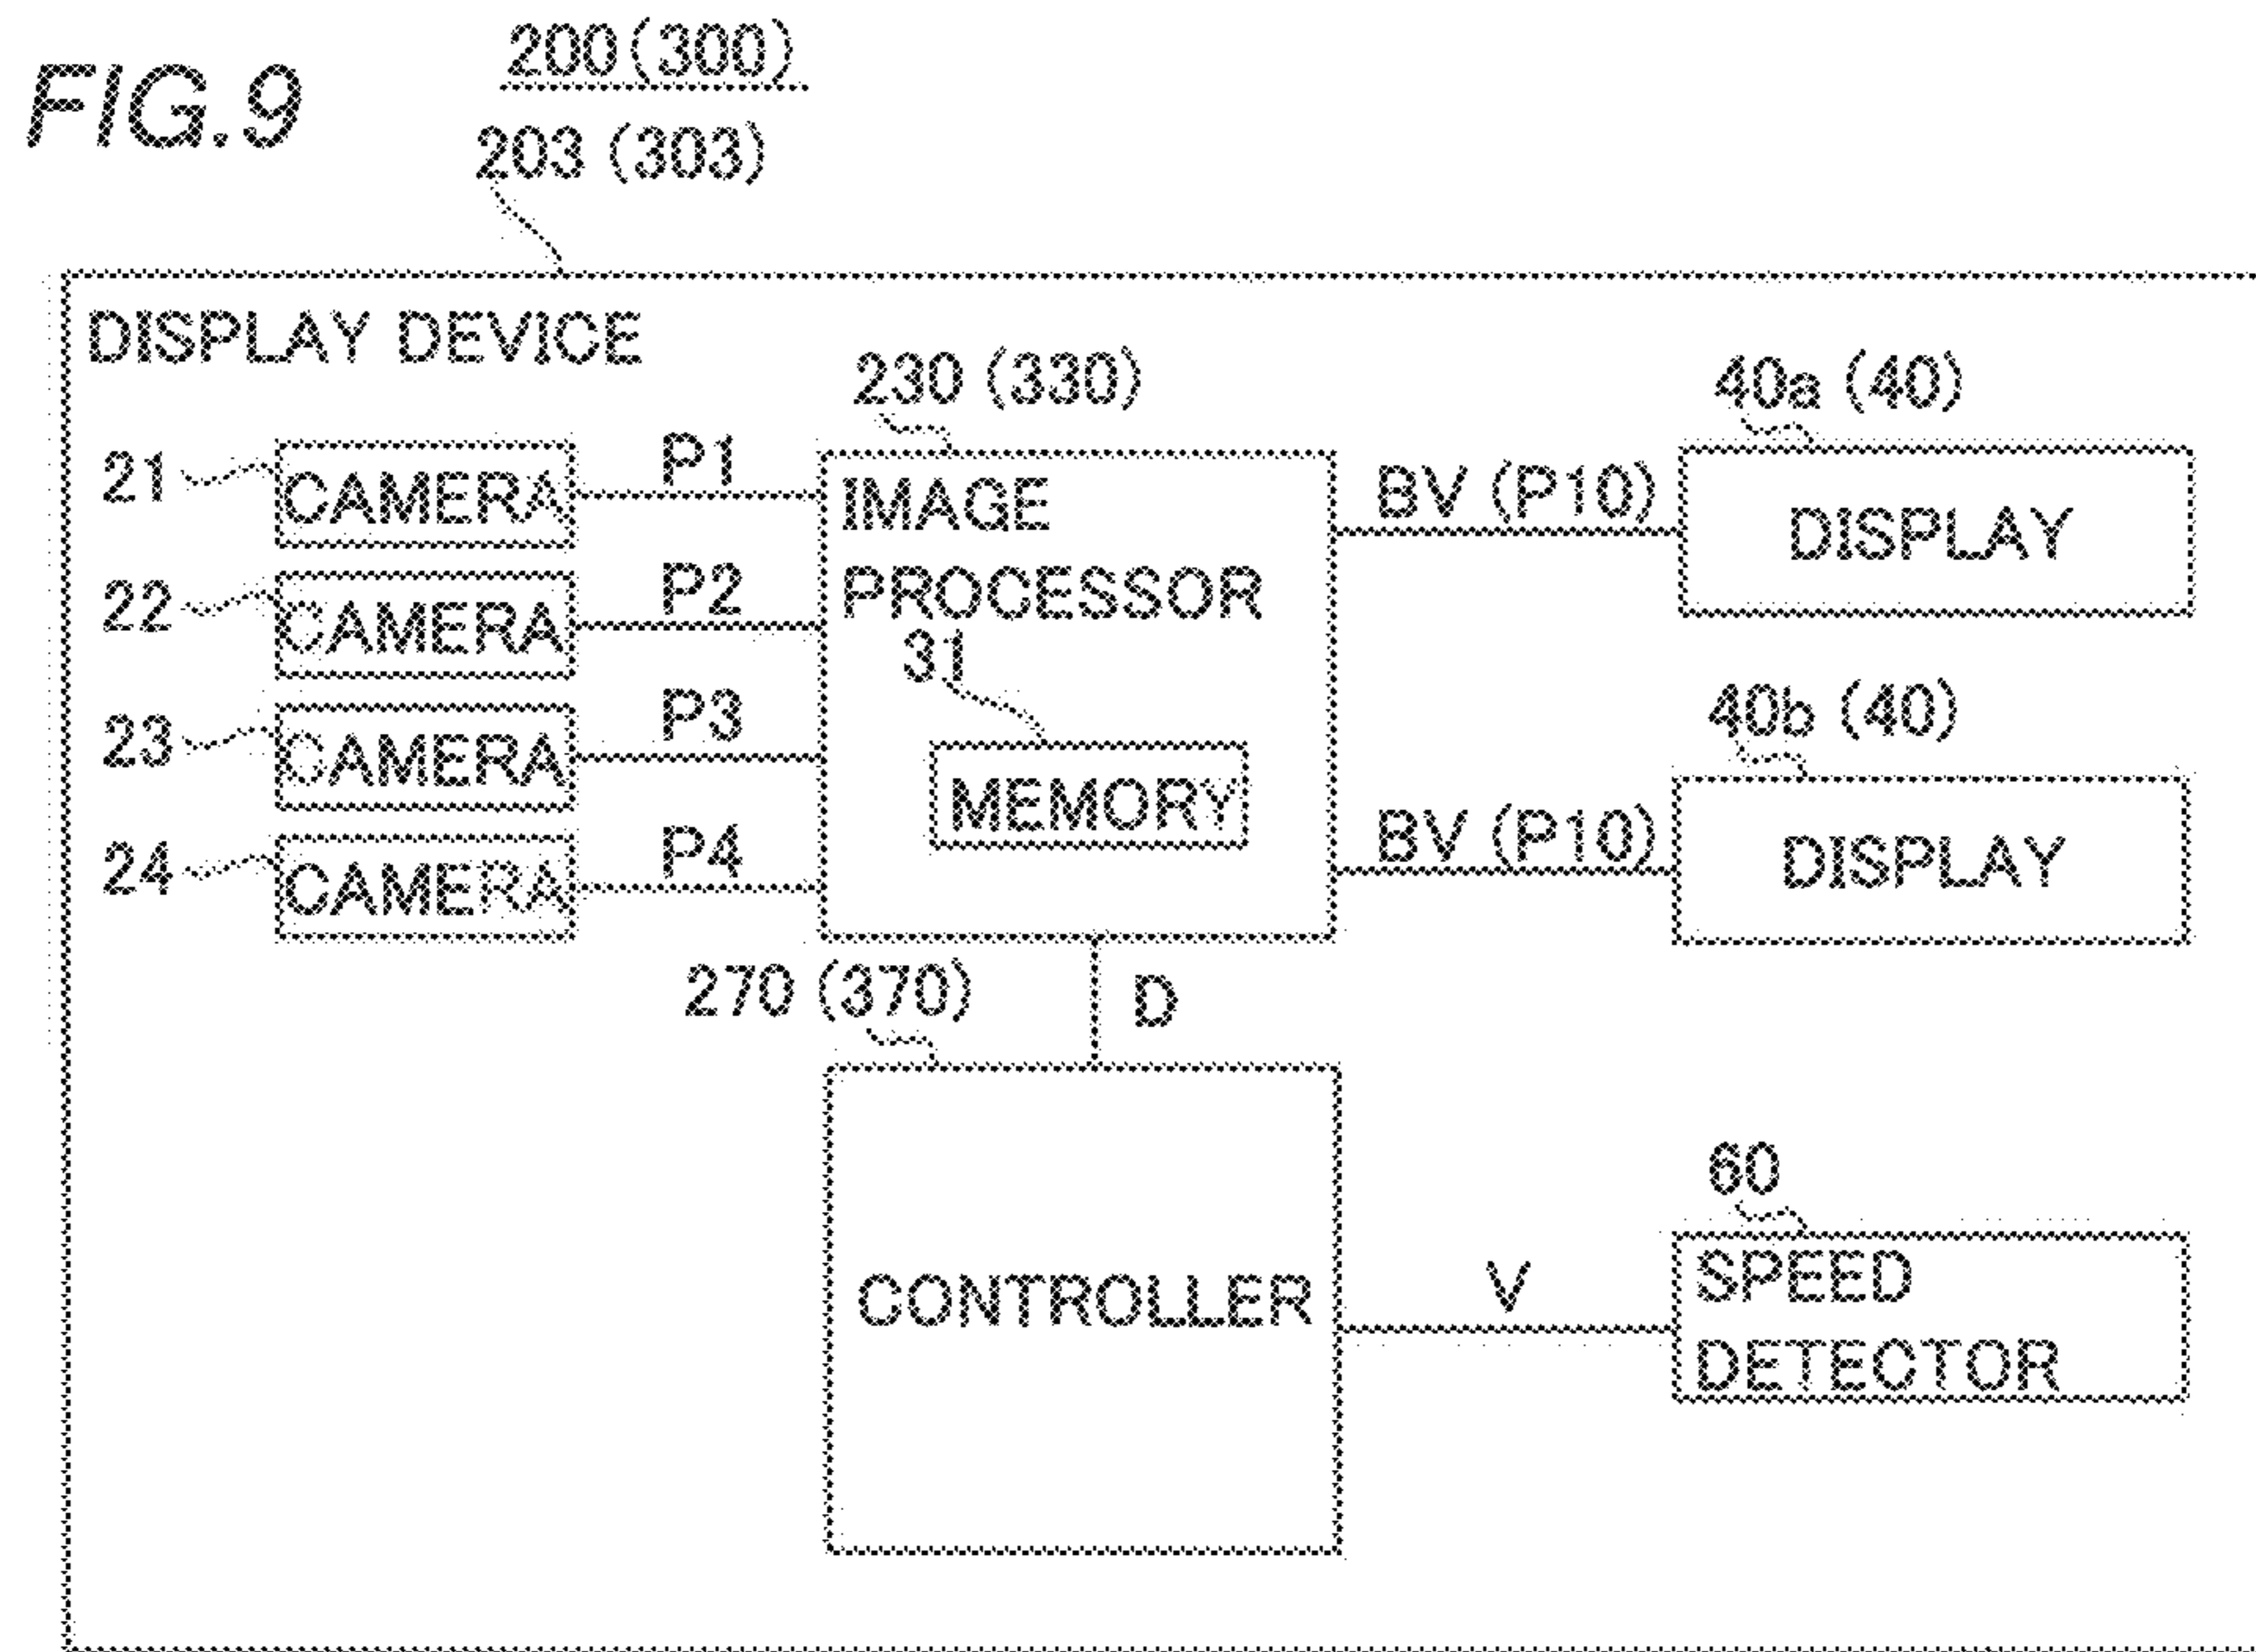 FIG.9
200(300)
203 (303)
DISPLAY DEVICE
230 (330)
40a (40)
21
CAMERA
P1
IMAGE
PROCESSOR
BV (P10)
DISPLAY
22
CAMERA
P2
31
MEMORY
23
CAMERA
P3
40b (40)
24
CAMERA
P4
BV (P10)
DISPLAY
270 (370)
D
CONTROLLER
60
V
SPEED
DETECTOR